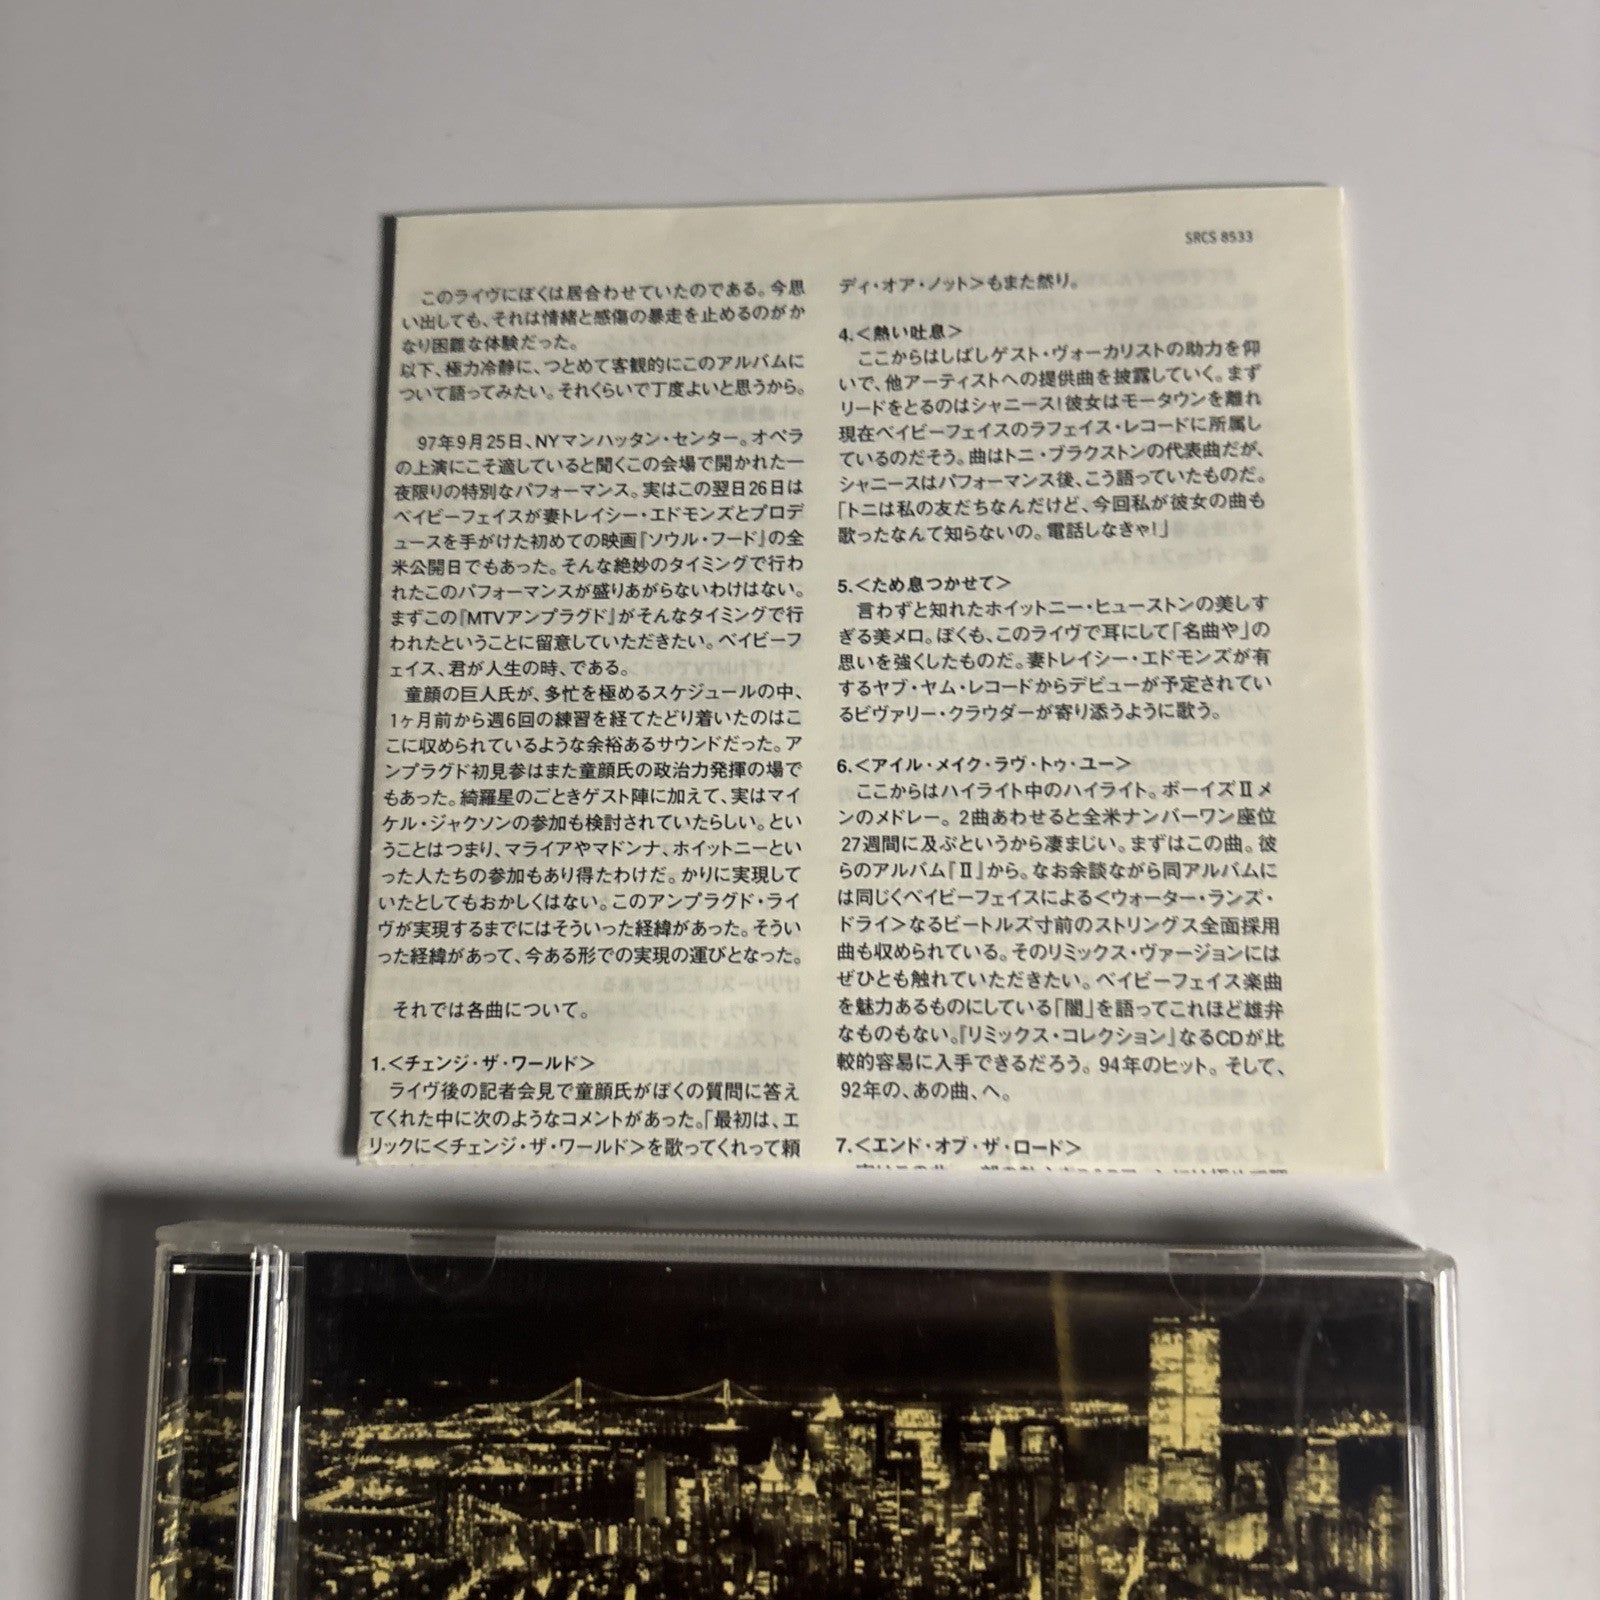 SRCS 8533
このライヴにぼくは居合わせていたのである。今思
い出しても、それは情緒と感傷の暴走を止めるのがか
なり困難な体験だった。
以下、極力冷静に、つとめて客観的にこのアルバムに
ついて語ってみたい。それくらいで丁度よいと思うから。
97年9月25日、NYマンハッタン・センター。オペラ
の上演にこそ適していると聞くこの会場で開かれた一
夜限りの特別なパフォーマンス。実はこの翌日26日は
ベイビーフェイスが妻トレイシー・エドモンズとプロデ
ュースを手がけた初めての映画『ソウル・フード』の全
米公開日でもあった。そんな絶妙のタイミングで行わ
れたこのパフォーマンスが盛りあがらないわけはない。
まずこの『MTVアンプラグド』がそんなタイミングで行
われたということに留意していただきたい。ベイビーフ
ェイス、君が人生の時、である。
童顔の巨人氏が、多忙を極めるスケジュールの中、
1ヶ月前から週6回の練習を経てたどり着いたのはこ
こに収められているような余裕あるサウンドだった。ア
ンプラグド初見参はまた童顔氏の政治力発揮の場で
もあった。綺羅星のごときゲスト陣に加えて、実はマイ
ケル・ジャクソンの参加も検討されていたらしい。とい
うことはつまり、マライアやマドンナ、ホイットニーとい
った人たちの参加もあり得たわけだ。かりに実現して
いたとしてもおかしくはない。このアンプラグド・ライ
ヴが実現するまでにはそういった経緯があった。そうい
った経緯があって、今ある形での実現の運びとなった。
それでは各曲について。
1.<チェンジ・ザ・ワールド>
ライヴ後の記者会見で童顔氏がぼくの質問に答え
てくれた中に次のようなコメントがあった。「最初は、エ
リックに<チェンジ・ザ・ワールド>を歌ってくれって頼
ディ・オア・ノット>もまた然り。
4.<熱い吐息>
ここからはしばしゲスト・ヴォーカリストの助力を仰
いで、他アーティストへの提供曲を披露していく。まず
リードをとるのはシャニース!彼女はモータウンを離れ
現在ベイビーフェイスのラフェイス・レコードに所属し
ているのだそう。曲はトニ・ブラクストンの代表曲だが、
シャニースはパフォーマンス後、こう語っていたものだ。
「トニは私の友だちなんだけど、今回私が彼女の曲も
歌ったなんて知らないの。電話しなきゃ!」
5.<ため息つかせて>
言わずと知れたホイットニー・ヒューストンの美しす
ぎる美メロ。ぼくも、このライヴで耳にして「名曲や」の
思いを強くしたものだ。妻トレイシー・エドモンズが有
するヤブ・ヤム・レコードからデビューが予定されてい
るビヴァリー・クラウダーが寄り添うように歌う。
6.<アイル・メイク・ラヴ・トゥ・ユー>
ここからはハイライト中のハイライト。ボーイズⅡメ
ンのメドレー。2曲あわせると全米ナンバーワン座位
27週間に及ぶというから凄まじい。まずはこの曲。彼
らのアルバム『Ⅱ』から。なお余談ながら同アルバムに
は同じくベイビーフェイスによる<ウォーター・ランズ・
ドライ>なるビートルズ寸前のストリングス全面採用
曲も収められている。そのリミックス・ヴァージョンには
ぜひとも触れていただきたい。ベイビーフェイス楽曲
を魅力あるものにしている「闇」を語ってこれほど雄弁
なものもない。『リミックス・コレクション』なるCDが比
較的容易に入手できるだろう。94年のヒット。そして、
92年の、あの曲、へ。
7.<エンド・オブ・ザ・ロード>